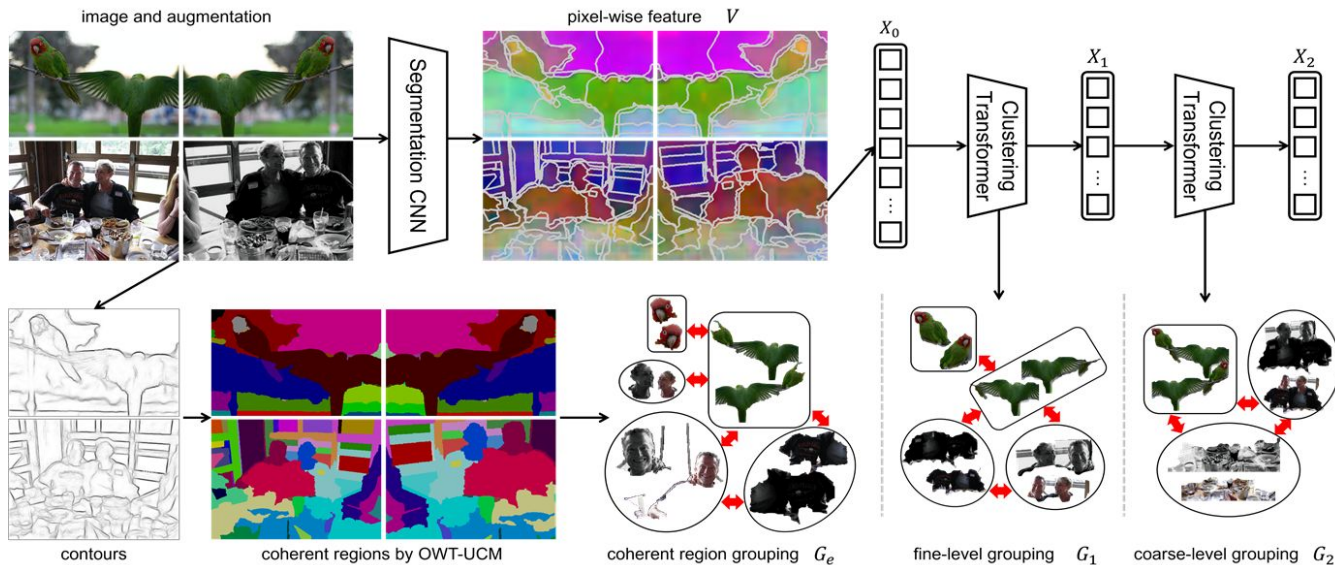 image and augmentation
pixel-wise feature V
X₀
X₁
X₂
Segmentation CNN
Clustering
Transformer
Clustering
Transformer
...
...
...
contours
coherent regions by OWT-UCM
coherent region grouping Gₑ
fine-level grouping G₁
coarse-level grouping G₂